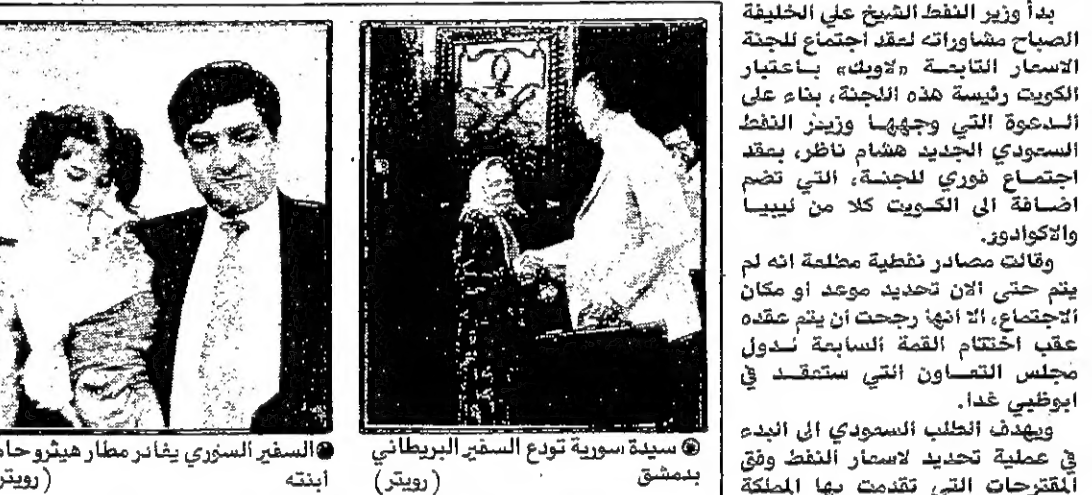 بدأ وزير النفط الشيخ علي الخليفة
الصباح مشاوراته لعقد اجتماع للجنة
الاسعار التابعة «لاوبك» باعتبار
الكويت رئيسة هذه اللجنة، بناء على
الدعوة التي وجهها وزير النفط
السعودي الجديد هشام ناظر، بعقد
اجتماع فوري للجنة، التي تضم
اضافة الى الكويت كلا من ليبيا
والاكوادور.
وقالت مصادر نفطية مطلعة انه لم
يتم حتى الان تحديد موعد او مكان
الاجتماع، الا انها رجحت ان يتم عقده
عقب اختتام القمة السابعة لدول
مجلس التعاون التي ستعقد في
ابوظبي غدا.
ويهدف الطلب السعودي الى البدء
في عملية تحديد لاسعار النفط وفق
المقترحات التي تقدمت بها المملكة
سيدة سورية تودع السفير البريطاني
بدمشق (رويتر)
السفير السوري يغادر مطار هيثرو حام
ابنته (رويتر